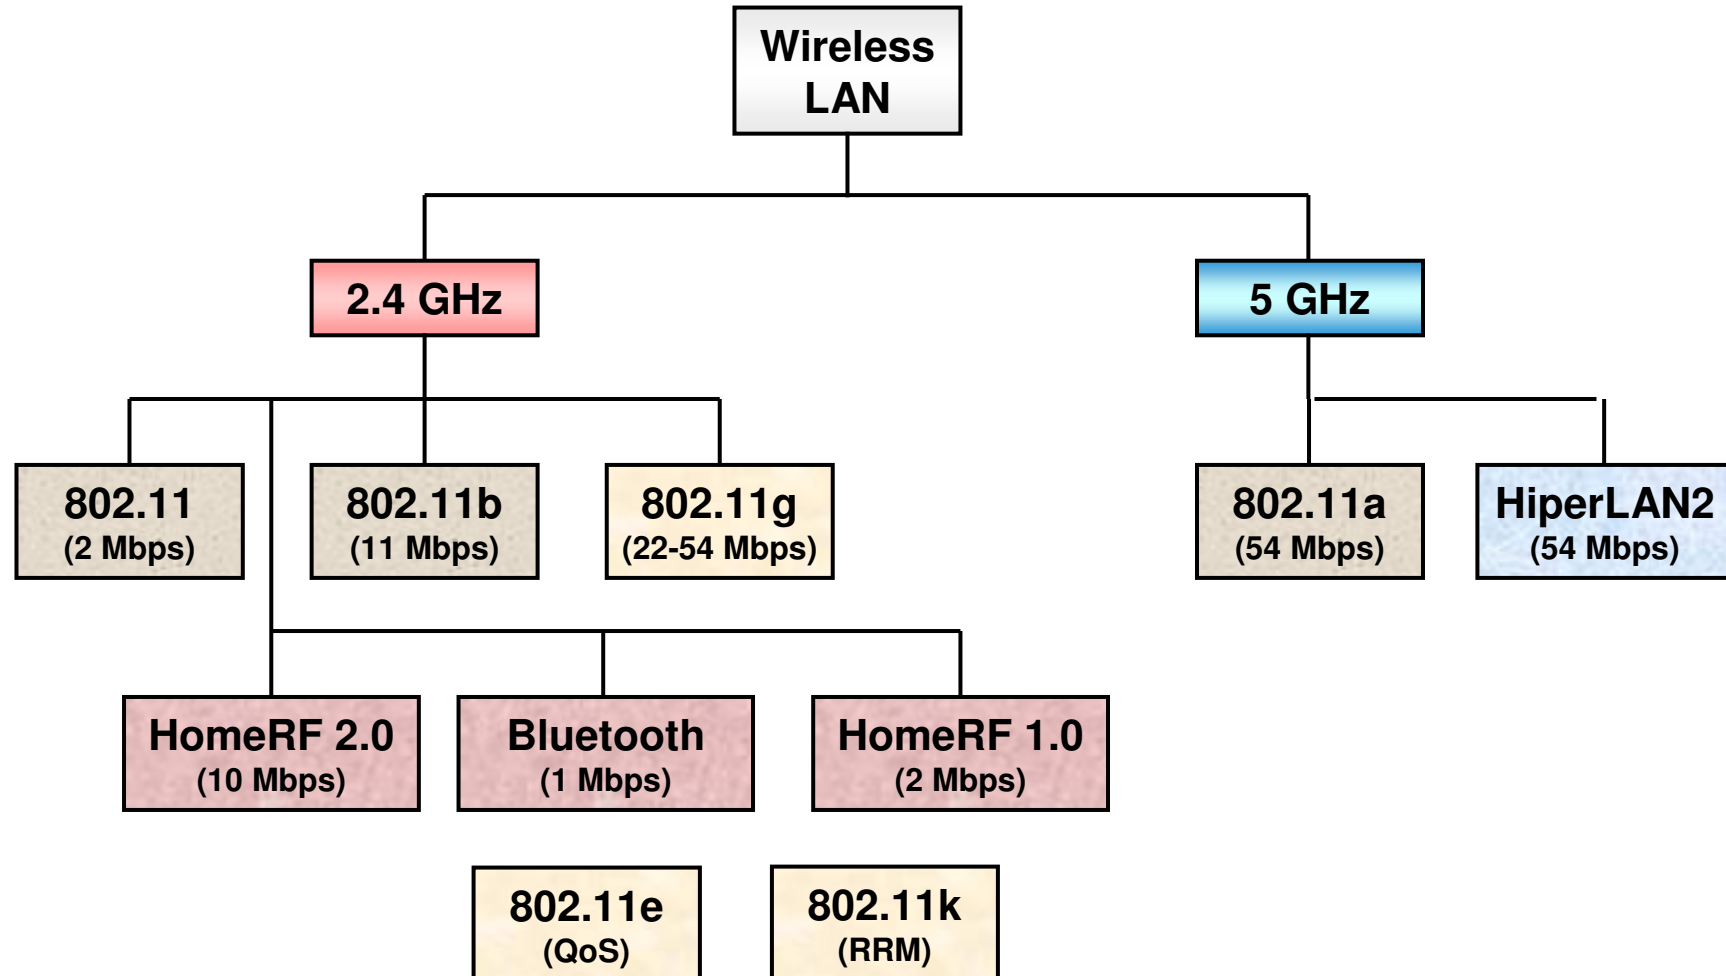 Wireless
LAN
2.4 GHz
5 GHz
802.11
(2 Mbps)
802.11b
(11 Mbps)
802.11g
(22-54 Mbps)
802.11a
(54 Mbps)
HiperLAN2
(54 Mbps)
HomeRF 2.0
(10 Mbps)
Bluetooth
(1 Mbps)
HomeRF 1.0
(2 Mbps)
802.11e
(QoS)
802.11k
(RRM)